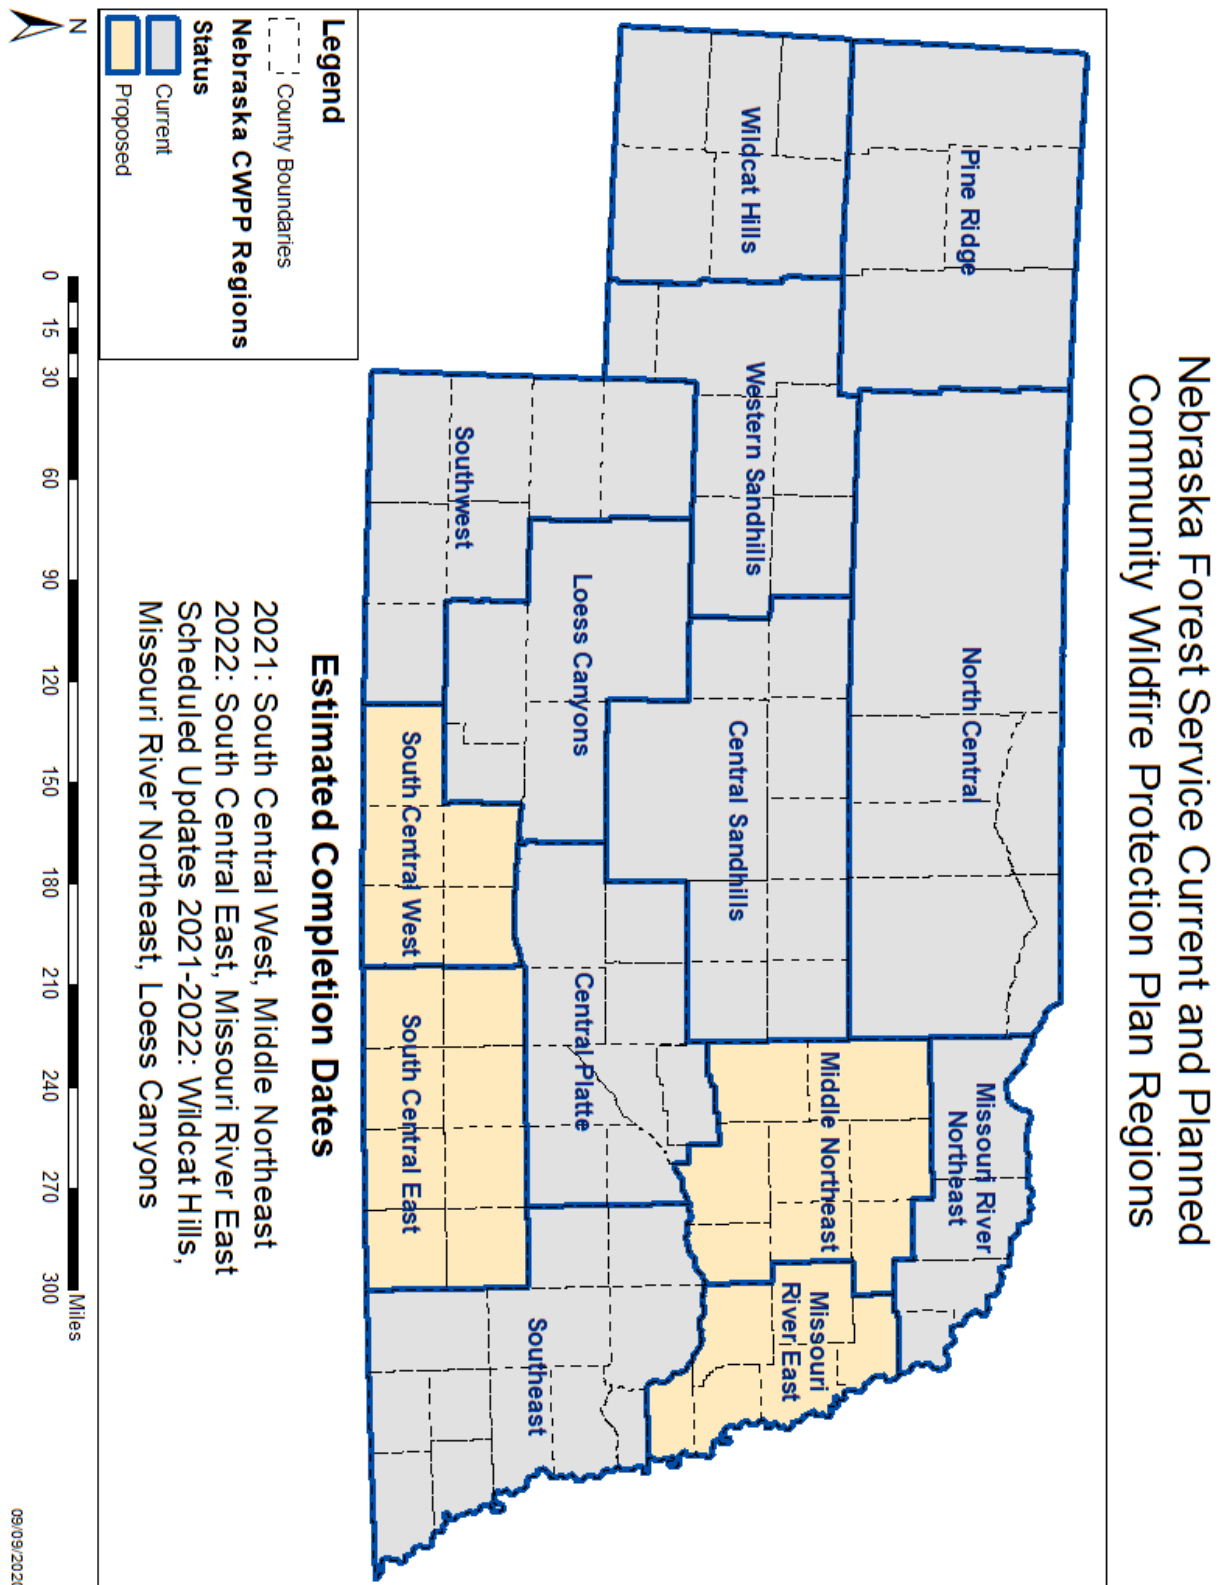 Nebraska Forest Service Current and Planned
Community Wildfire Protection Plan Regions
Pine Ridge
North Central
Missouri River
Northeast
Wildcat Hills
Western Sandhills
Central Sandhills
Middle Northeast
Missouri
River East
Loess Canyons
Central Platte
Southwest
South Central West
South Central East
Southeast
Legend
County Boundaries
Nebraska CWPP Regions
Status
Current
Proposed
Estimated Completion Dates
2021: South Central West, Middle Northeast
2022: South Central East, Missouri River East
Scheduled Updates 2021-2022: Wildcat Hills,
Missouri River Northeast, Loess Canyons
N
0 15 30 60 90 120 150 180 210 240 270 300
Miles
09/09/2020